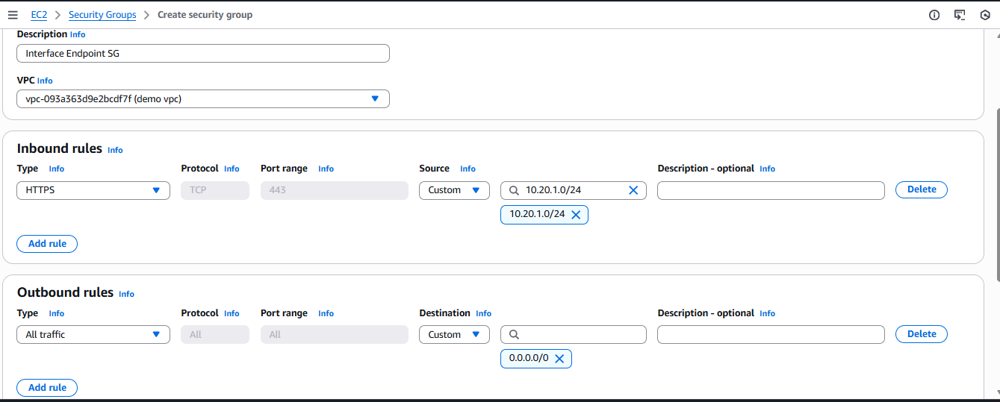 EC2 > Security Groups > Create security group
Description Info
Interface Endpoint SG
VPC Info
vpc-093a363d9e2bcdf7f (demo vpc)
Inbound rules Info
Type Info Protocol Info Port range Info Source Info Description - optional Info
HTTPS TCP 443 Custom 10.20.1.0/24 Delete
10.20.1.0/24
Add rule
Outbound rules Info
Type Info Protocol Info Port range Info Destination Info Description - optional Info
All traffic All All Custom Delete
0.0.0.0/0
Add rule